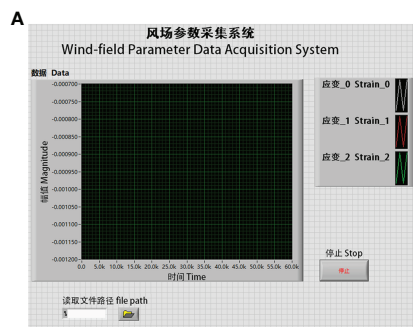 A
风场参数采集系统
Wind-field Parameter Data Acquisition System
数据 Data
应变_0 Strain_0
应变_1 Strain_1
应变_2 Strain_2
幅值 Magnitude
-0.000700
-0.000750
-0.000800
-0.000850
-0.000900
-0.000950
-0.001000
-0.001050
-0.001100
-0.001150
-0.001200
0.0 5.0k 10.0k 15.0k 20.0k 25.0k 30.0k 35.0k 40.0k 45.0k 50.0k 55.0k 60.0k
时间 Time
停止 Stop
停止
读取文件路径 file path